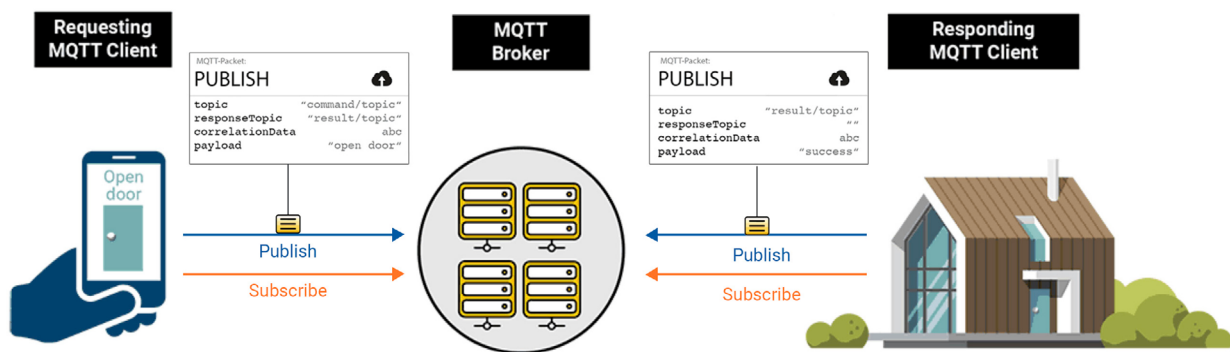 Requesting
MQTT Client
MQTT-Packet:
PUBLISH
topic "command/topic"
responseTopic "result/topic"
correlationData abc
payload "open door"
Open
door
Publish
Subscribe
MQTT
Broker
MQTT-Packet:
PUBLISH
topic "result/topic"
responseTopic ""
correlationData abc
payload "success"
Publish
Subscribe
Responding
MQTT Client